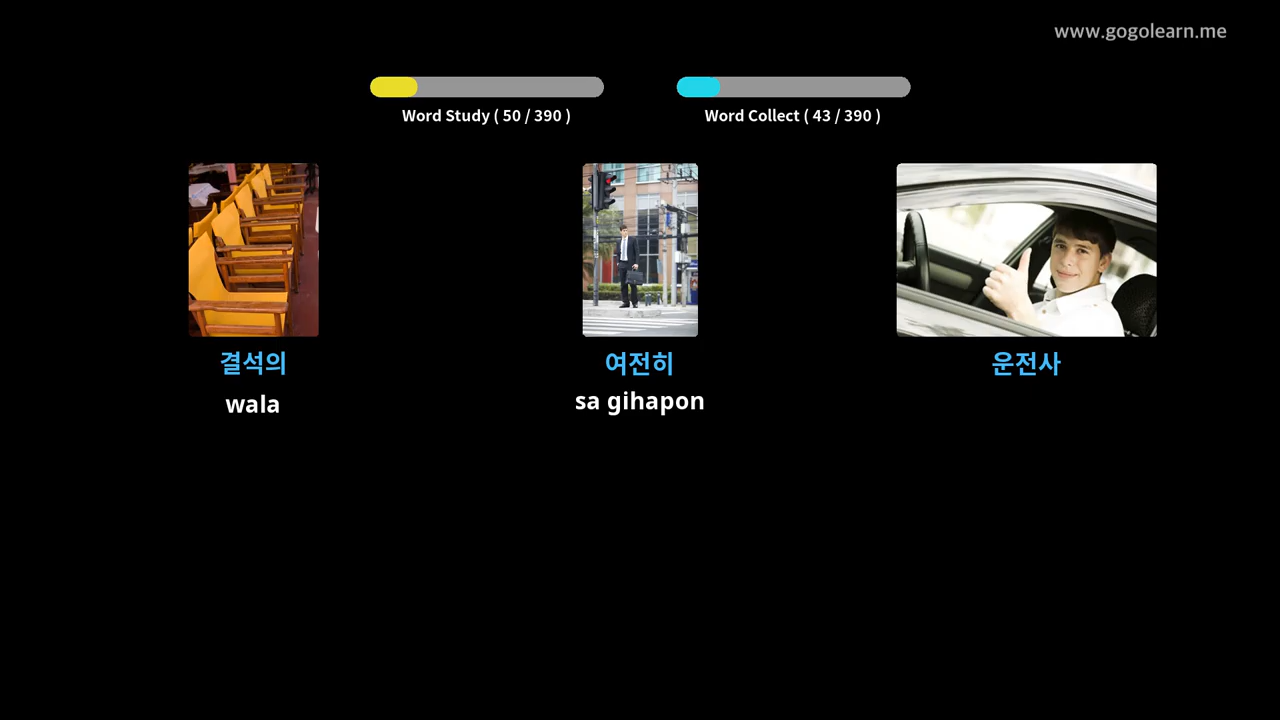 www.gogolearn.me
Word Study ( 50 / 390 )
Word Collect ( 43 / 390 )
결석의
여전히
운전사
wala
sa gihapon